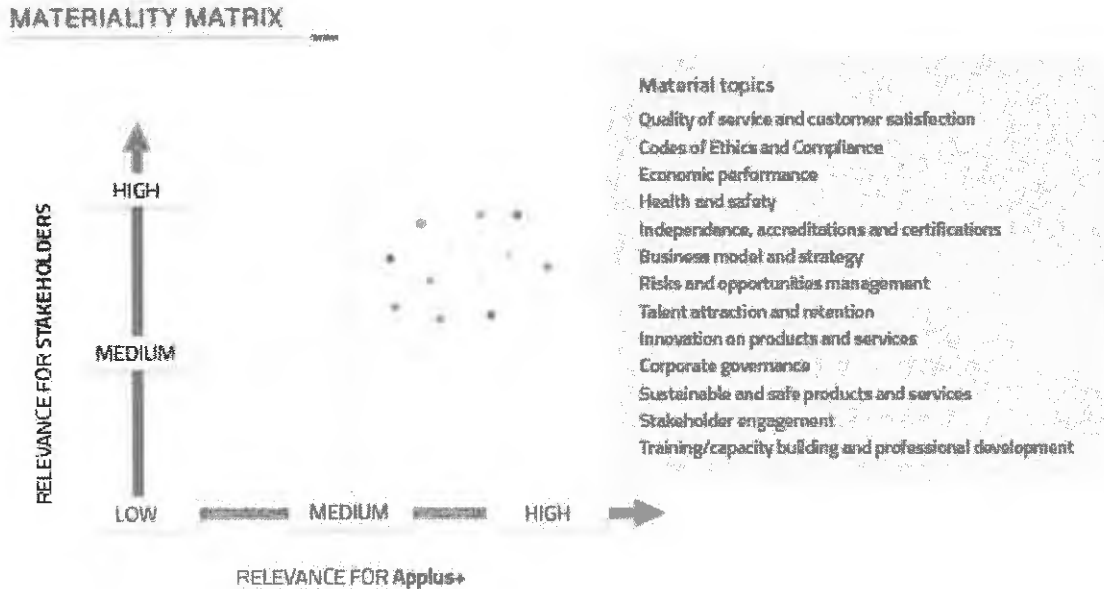 MATERIALITY MATRIX
Material topics
Quality of service and customer satisfaction
Codes of Ethics and Compliance
Economic performance
Health and safety
Independence, accreditations and certifications
Business model and strategy
Risks and opportunities management
Talent attraction and retention
Innovation on products and services
Corporate governance
Sustainable and safe products and services
Stakeholder engagement
Training/capacity building and professional development
RELEVANCE FOR STAKEHOLDERS
HIGH
MEDIUM
LOW
MEDIUM
HIGH
RELEVANCE FOR Applus+